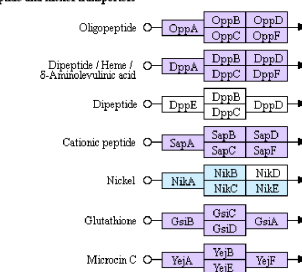 Oligopeptide OppA OppB OppD
OppC OppF
Dipeptide / Heme /
δ-Aminolevulinic acid DppA DppB DppD
DppC DppF
Dipeptide DppE DppB DppD
DppC
Cationic peptide SapA SapB SapD
SapC SapF
Nickel NikA NikB NikD
NikC NikE
Glutathione GsiB GsiC GsiA
GsiD
Microcin C YejA YejB YejF
YejE